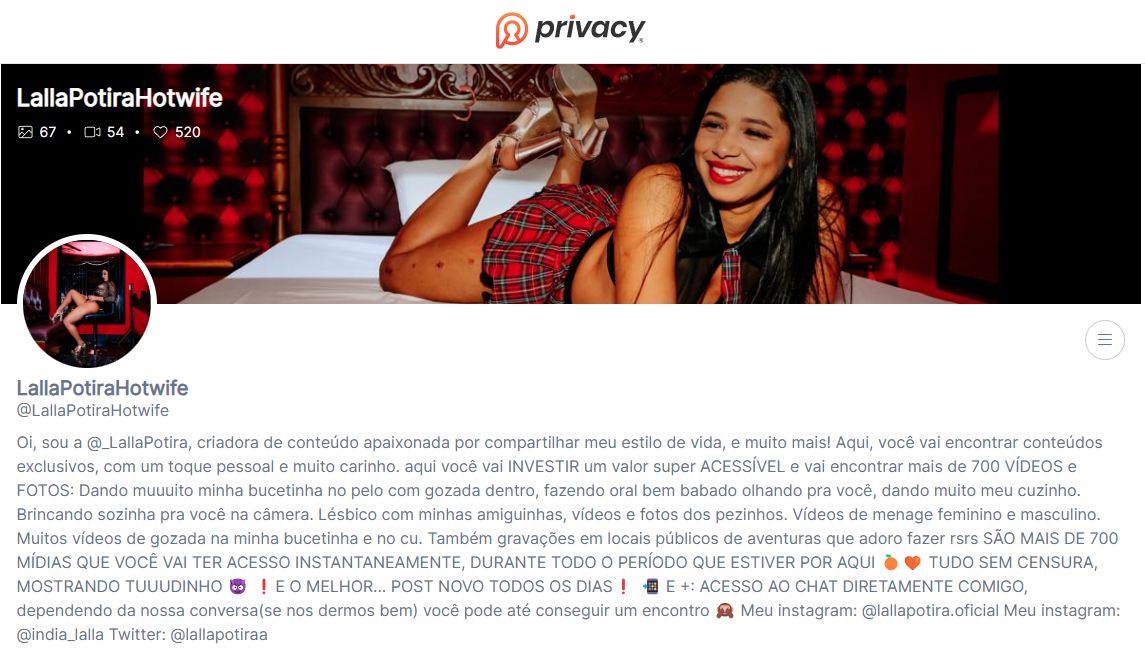 privacy
LallaPotiraHotwife
67 • 54 • 520
LallaPotiraHotwife
@LallaPotiraHotwife
Oi, sou a @_LallaPotira, criadora de conteúdo apaixonada por compartilhar meu estilo de vida, e muito mais! Aqui, você vai encontrar conteúdos
exclusivos, com um toque pessoal e muito carinho. aqui você vai INVESTIR um valor super ACESSÍVEL e vai encontrar mais de 700 VÍDEOS e
FOTOS: Dando muuuito minha bucetinha no pelo com gozada dentro, fazendo oral bem babado olhando pra você, dando muito meu cuzinho.
Brincando sozinha pra você na câmera. Lésbico com minhas amiguinhas, vídeos e fotos dos pezinhos. Vídeos de menage feminino e masculino.
Muitos vídeos de gozada na minha bucetinha e no cu. Também gravações em locais públicos de aventuras que adoro fazer rsrs SÃO MAIS DE 700
MÍDIAS QUE VOCÊ VAI TER ACESSO INSTANTANEAMENTE, DURANTE TODO O PERÍODO QUE ESTIVER POR AQUI 🍊 ❤️ TUDO SEM CENSURA,
MOSTRANDO TUUUDINHO 😈 ❗ E O MELHOR... POST NOVO TODOS OS DIAS❗ 📲 E +: ACESSO AO CHAT DIRETAMENTE COMIGO,
dependendo da nossa conversa(se nos dermos bem) você pode até conseguir um encontro 🙈 Meu instagram: @lallapotira.oficial Meu instagram:
@india_lalla Twitter: @lallapotiraa